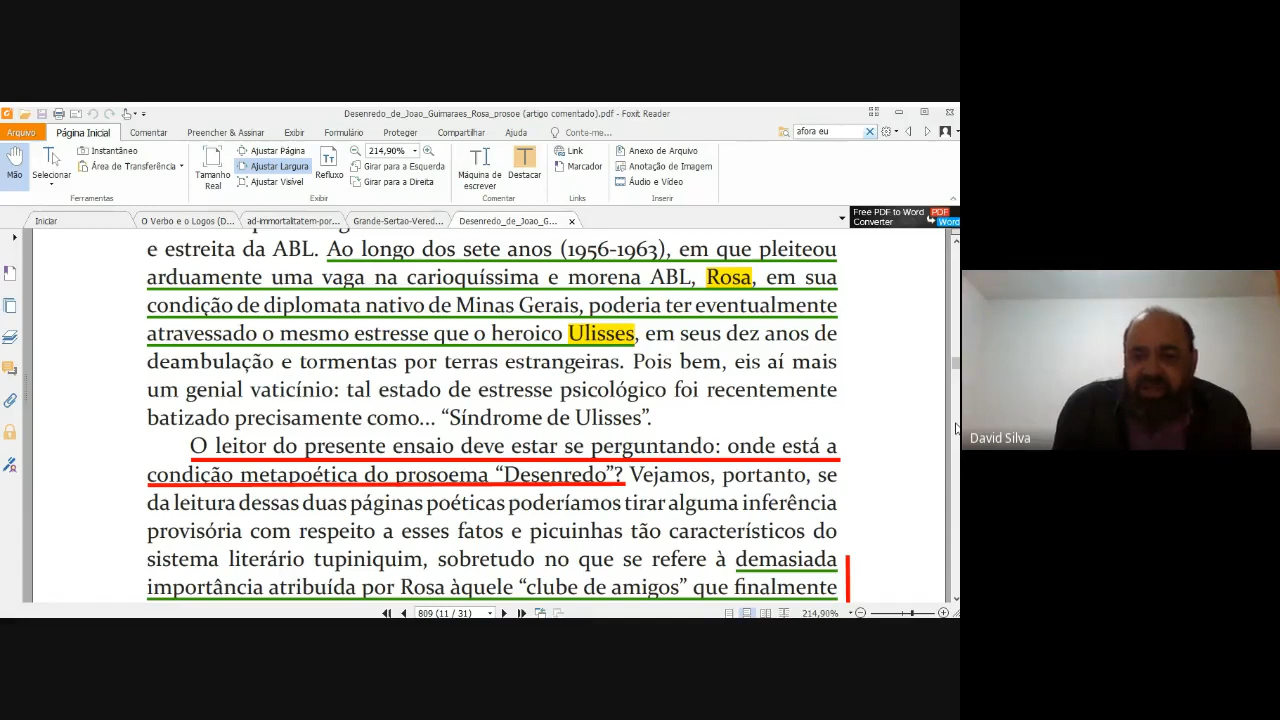 Desenredo_de_Joao_Guimaraes_Rosa_prosoe (artigo comentado).pdf - Foxit Reader
Arquivo Página Inicial Comentar Preencher & Assinar Exibir Formulário Proteger Compartilhar Ajuda Conte-me... afora eu
Mão
Selecionar
Instantâneo
Área de Transferência
Ferramentas
Tamanho Real
Ajustar Página
Ajustar Largura
Ajustar Visível
Refluxo
214,90%
Girar para a Esquerda
Girar para a Direita
Exibir
Máquina de escrever
Destacar
Comentar
Link
Marcador
Links
Anexo de Arquivo
Anotação de Imagem
Áudio e Vídeo
Inserir
Iniciar O Verbo e o Logos (D... ad-immortalitatem-por... Grande-Sertao-Vered... Desenredo_de_Joao_G...
Free PDF to Word Converter PDF Word
e estreita da ABL. Ao longo dos sete anos (1956-1963), em que pleiteou
arduamente uma vaga na carioquíssima e morena ABL, Rosa, em sua
condição de diplomata nativo de Minas Gerais, poderia ter eventualmente
atravessado o mesmo estresse que o heroico Ulisses, em seus dez anos de
deambulação e tormentas por terras estrangeiras. Pois bem, eis aí mais
um genial vaticínio: tal estado de estresse psicológico foi recentemente
batizado precisamente como... “Síndrome de Ulisses”.
O leitor do presente ensaio deve estar se perguntando: onde está a
condição metapoética do prosoema “Desenredo”? Vejamos, portanto, se
da leitura dessas duas páginas poéticas poderíamos tirar alguma inferência
provisória com respeito a esses fatos e picuinhas tão característicos do
sistema literário tupiniquim, sobretudo no que se refere à demasiada
importância atribuída por Rosa àquele “clube de amigos” que finalmente
809 (11 / 31)
214,90%
David Silva